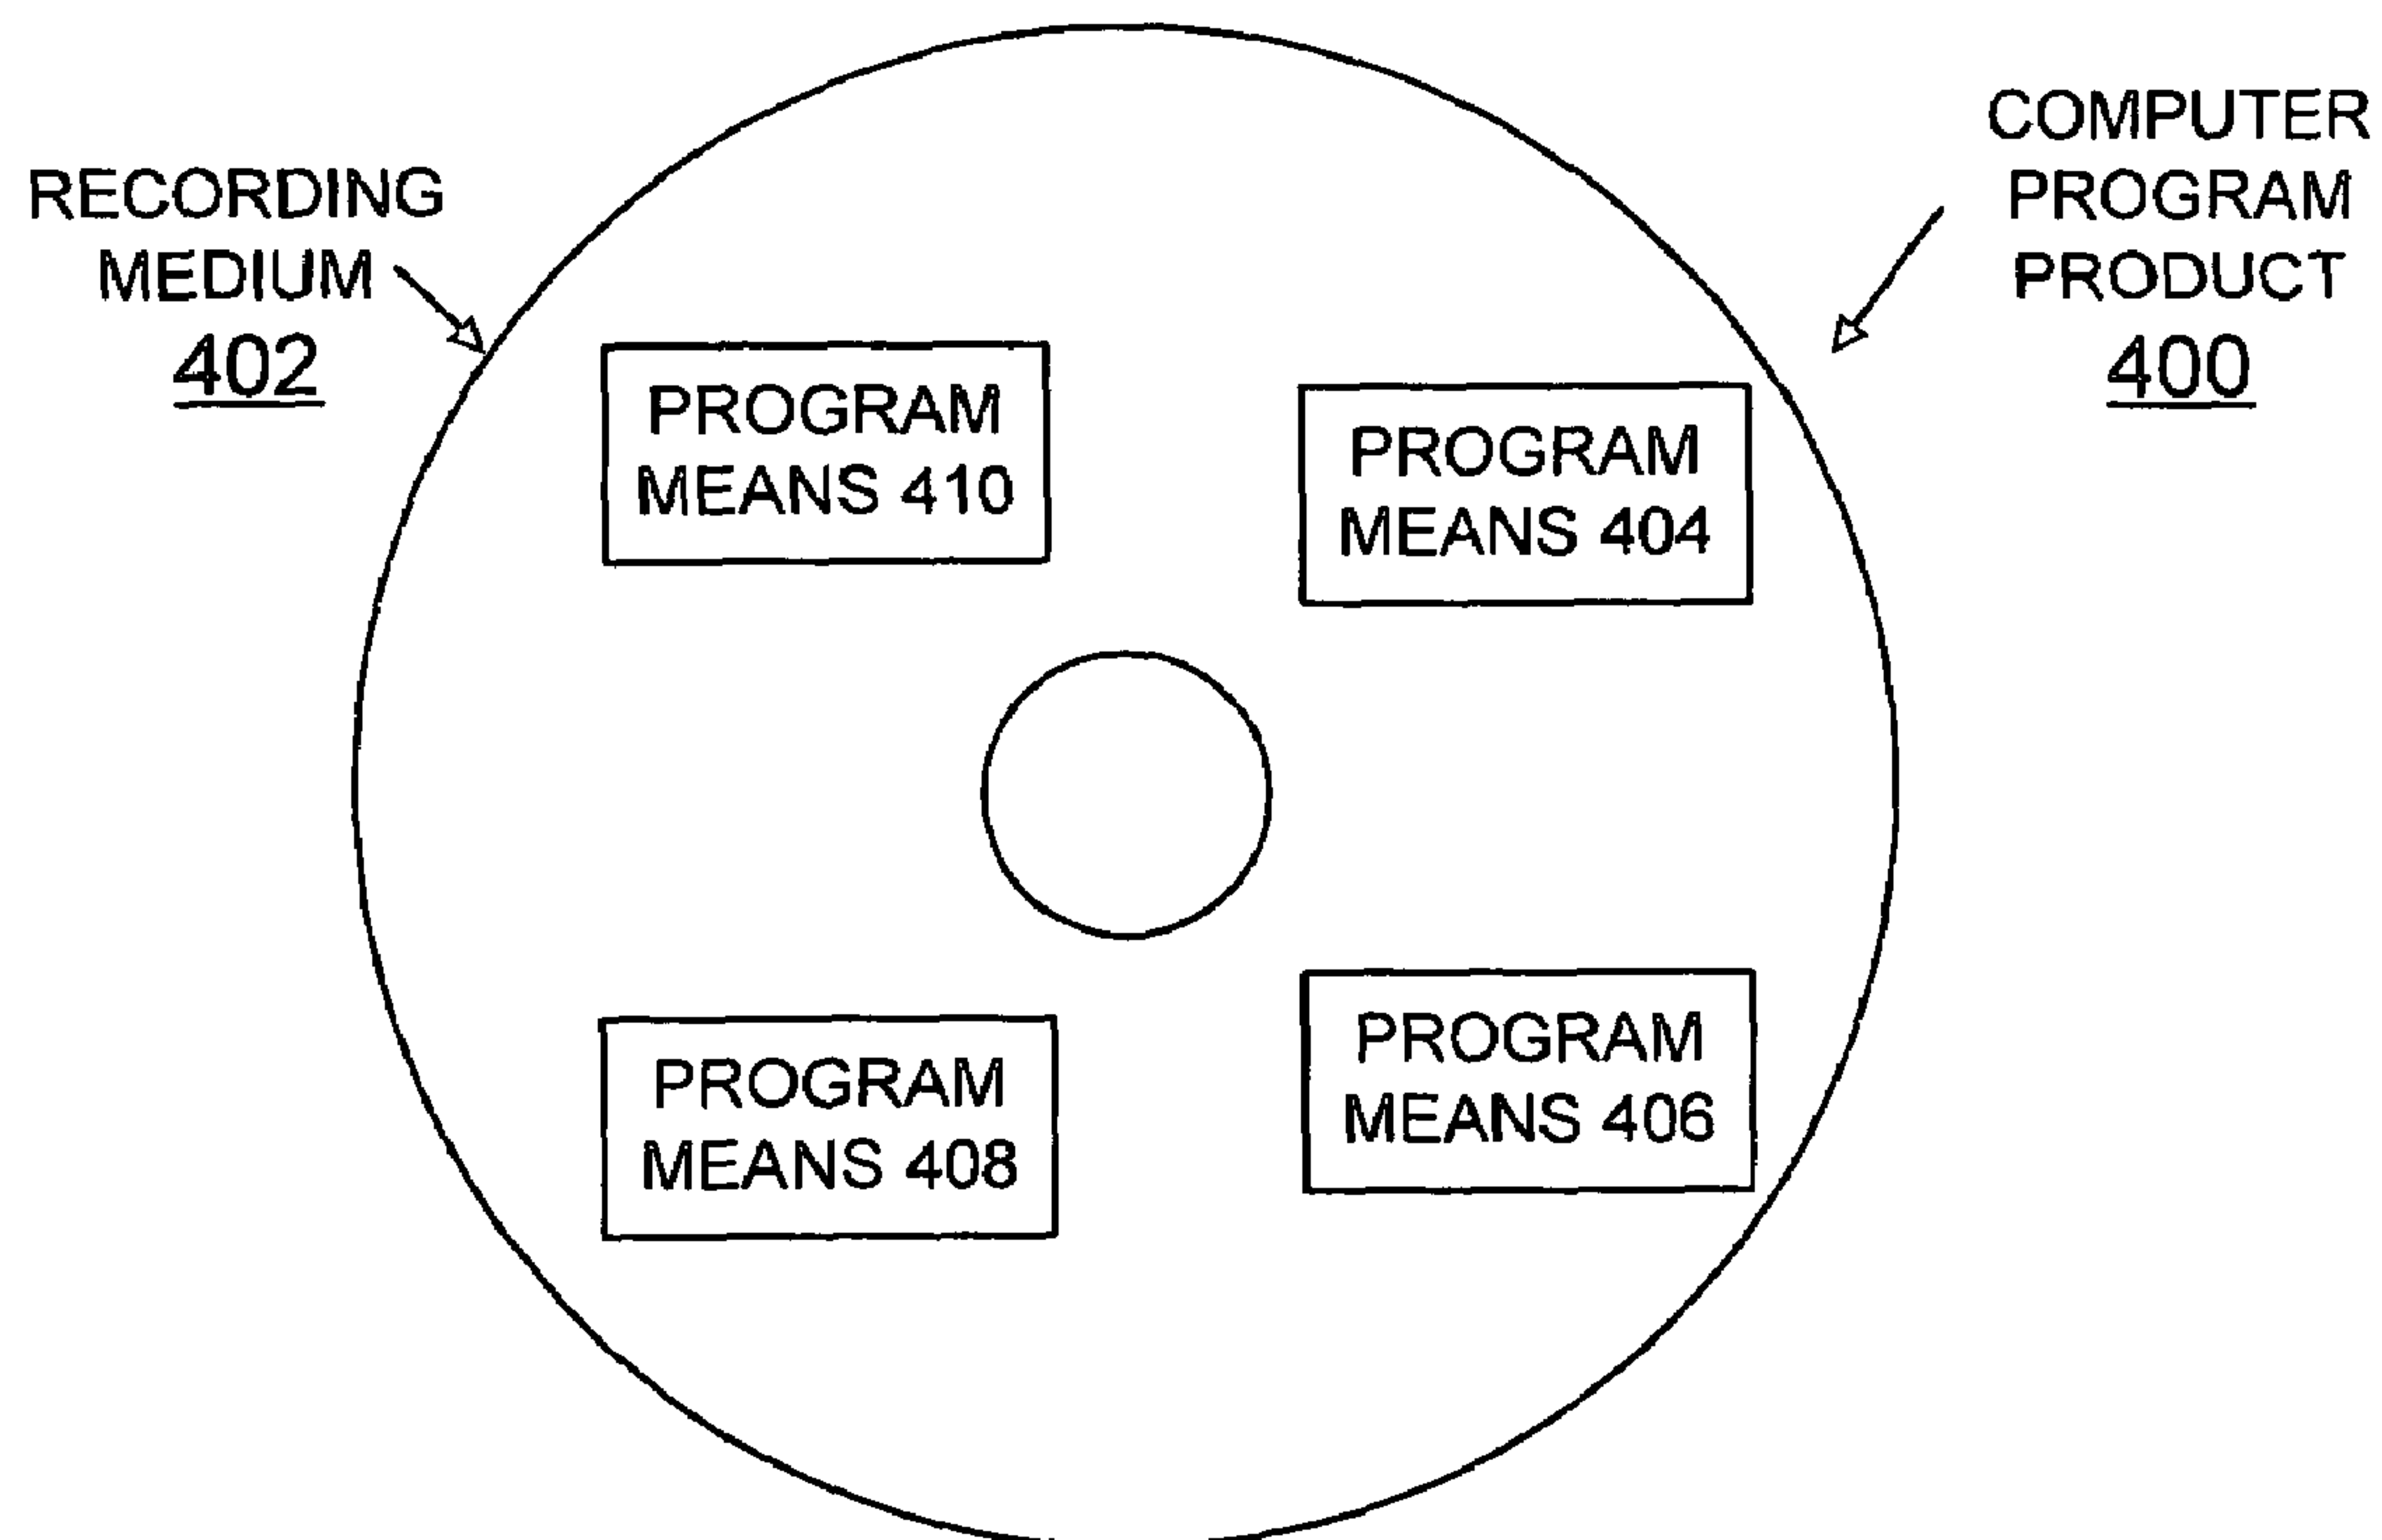 RECORDING
MEDIUM
402
COMPUTER
PROGRAM
PRODUCT
400
PROGRAM
MEANS 410
PROGRAM
MEANS 404
PROGRAM
MEANS 408
PROGRAM
MEANS 406